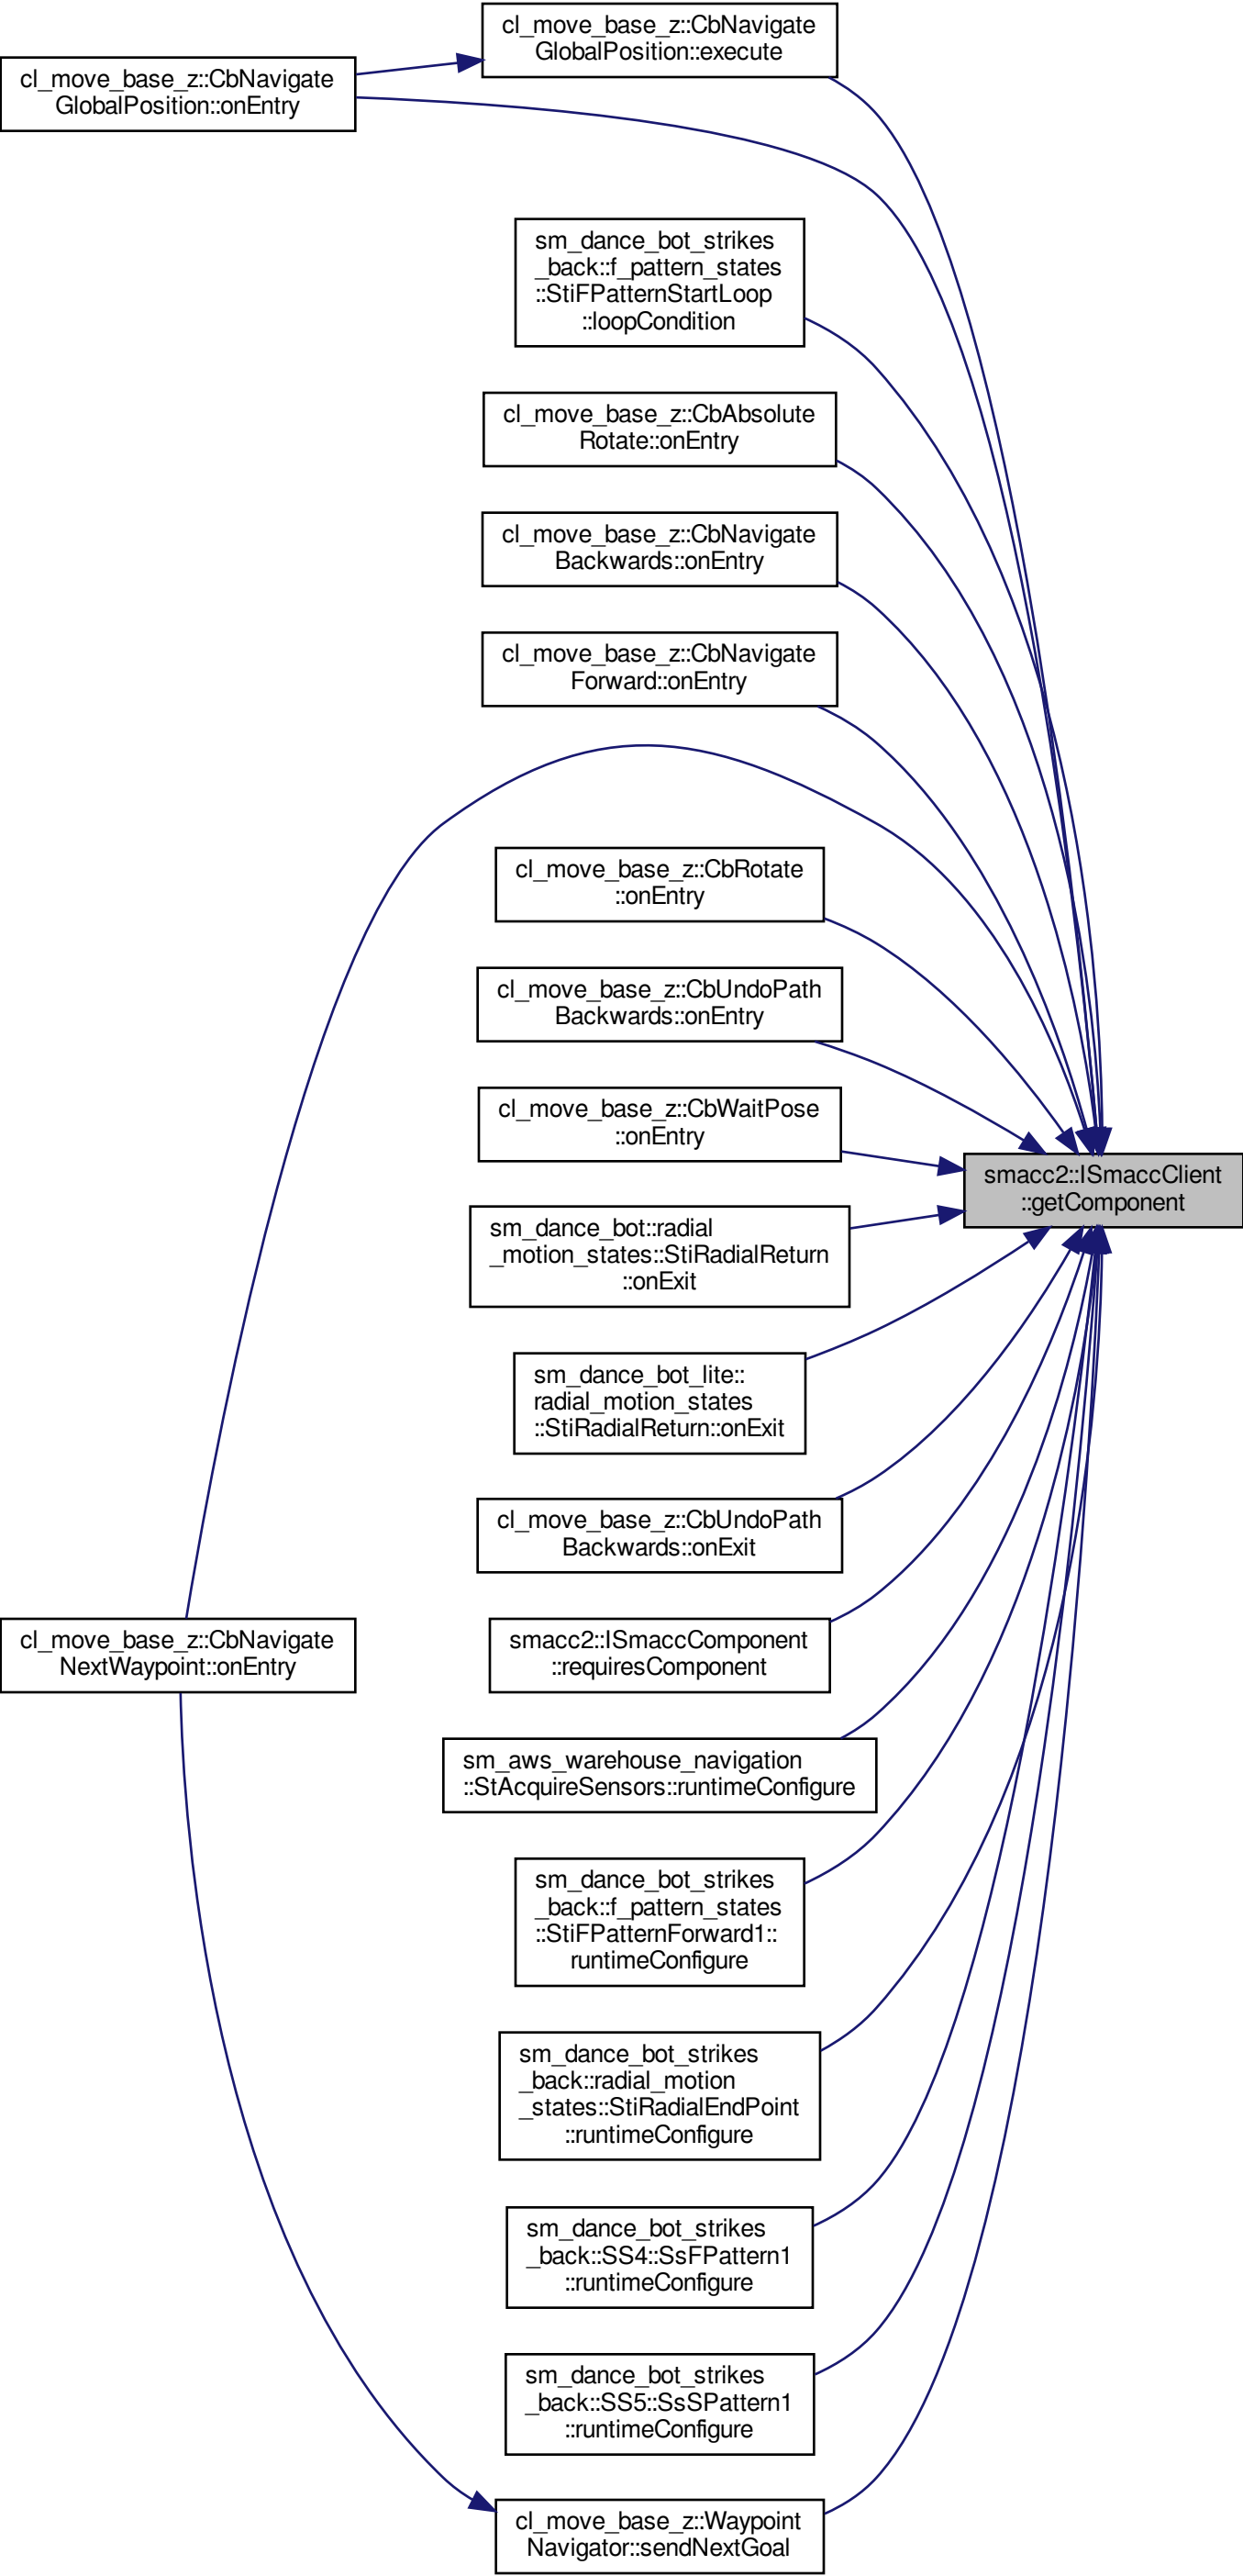 cl_move_base_z::CbNavigate
GlobalPosition::execute
cl_move_base_z::CbNavigate
GlobalPosition::onEntry
sm_dance_bot_strikes
_back::f_pattern_states
::StiFPatternStartLoop
::loopCondition
cl_move_base_z::CbAbsolute
Rotate::onEntry
cl_move_base_z::CbNavigate
Backwards::onEntry
cl_move_base_z::CbNavigate
Forward::onEntry
cl_move_base_z::CbRotate
::onEntry
cl_move_base_z::CbUndoPath
Backwards::onEntry
cl_move_base_z::CbWaitPose
::onEntry
smacc2::ISmaccClient
::getComponent
sm_dance_bot::radial
_motion_states::StiRadialReturn
::onExit
sm_dance_bot_lite::
radial_motion_states
::StiRadialReturn::onExit
cl_move_base_z::CbUndoPath
Backwards::onExit
cl_move_base_z::CbNavigate
NextWaypoint::onEntry
smacc2::ISmaccComponent
::requiresComponent
sm_aws_warehouse_navigation
::StAcquireSensors::runtimeConfigure
sm_dance_bot_strikes
_back::f_pattern_states
::StiFPatternForward1::
runtimeConfigure
sm_dance_bot_strikes
_back::radial_motion
_states::StiRadialEndPoint
::runtimeConfigure
sm_dance_bot_strikes
_back::SS4::SsFPattern1
::runtimeConfigure
sm_dance_bot_strikes
_back::SS5::SsSPattern1
::runtimeConfigure
cl_move_base_z::Waypoint
Navigator::sendNextGoal